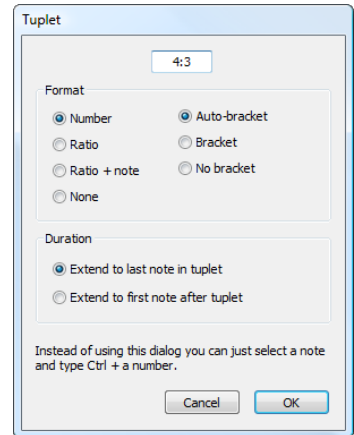 Tuplet
4:3
Format
Number
Auto-bracket
Ratio
Bracket
Ratio + note
No bracket
None
Duration
Extend to last note in tuplet
Extend to first note after tuplet
Instead of using this dialog you can just select a note
and type Ctrl + a number.
Cancel
OK